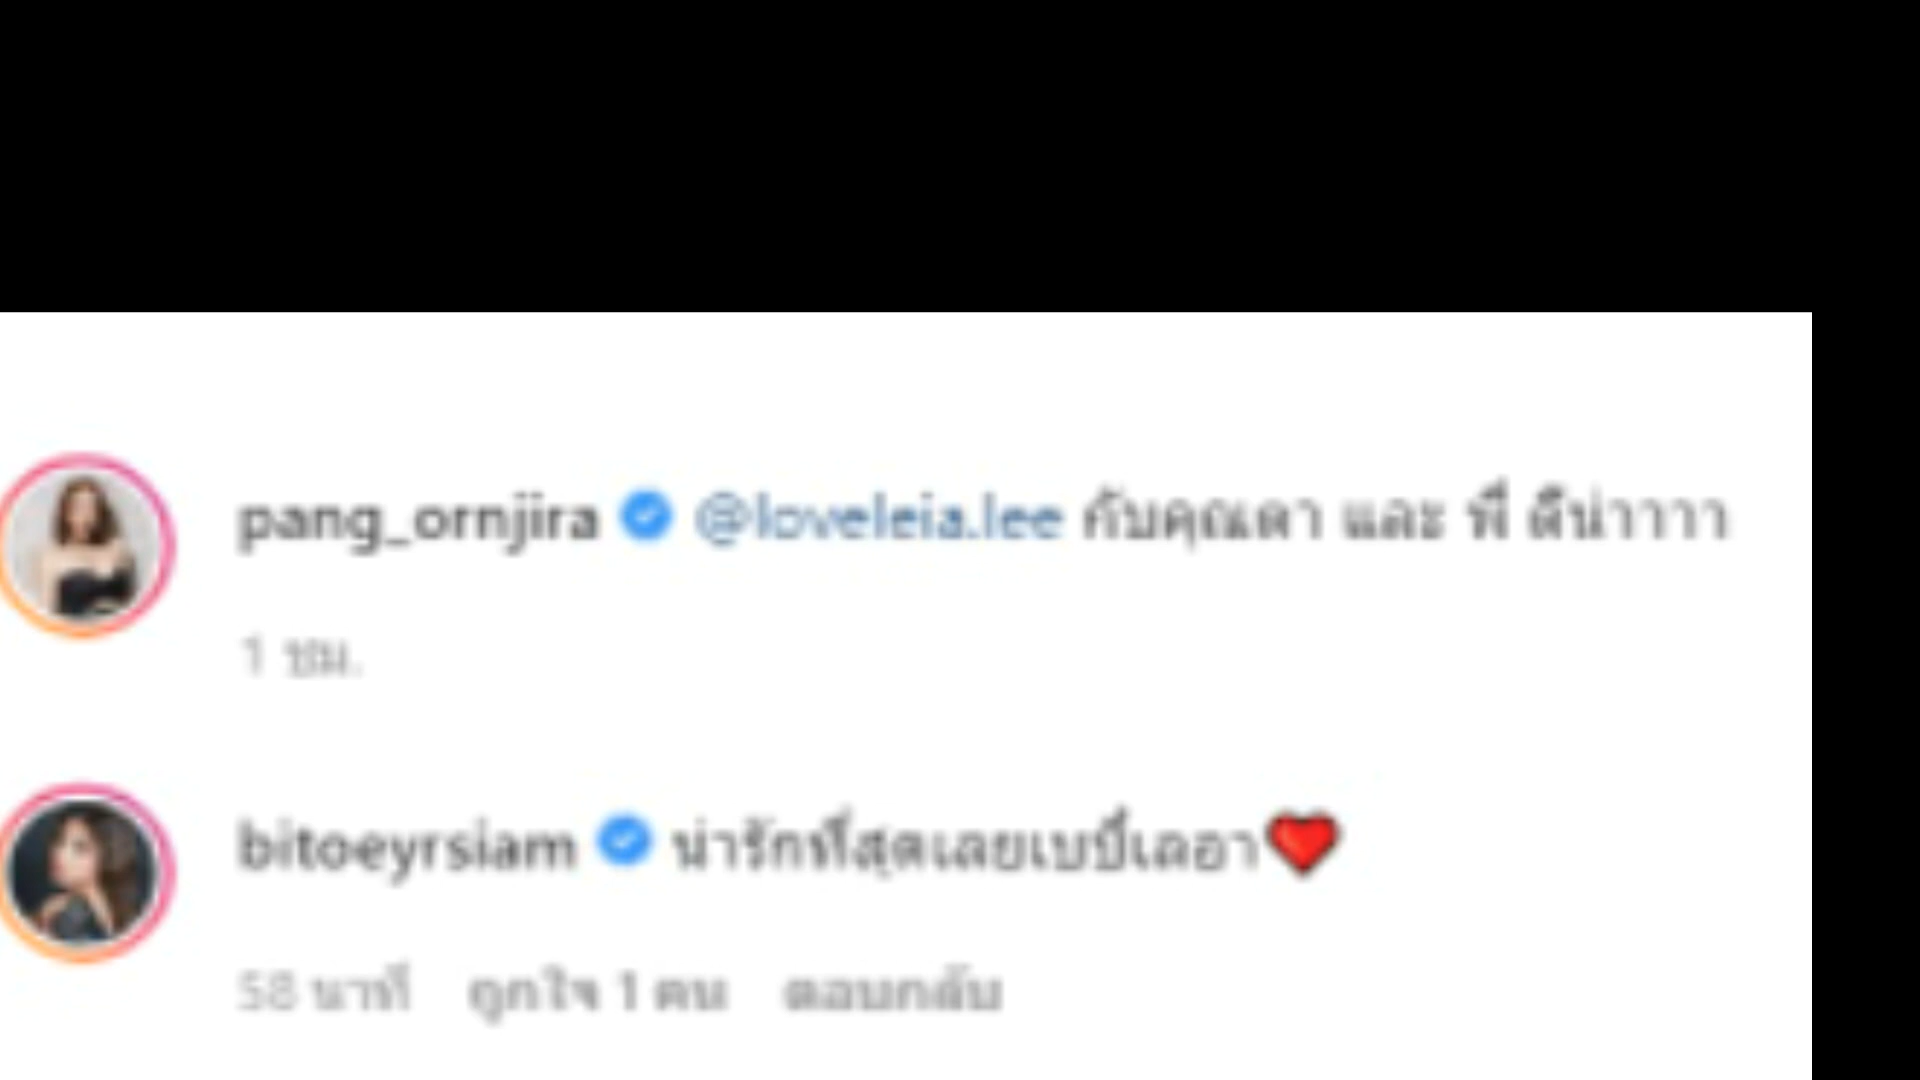 pang_ornjira @loveleia.lee กับคุณตา และ พี่ ดีน่าาาา
1 ชม.
bitoeyrsiam น่ารักที่สุดเลยเบบี๋เลอา❤️
58 นาที ถูกใจ 1 คน ตอบกลับ